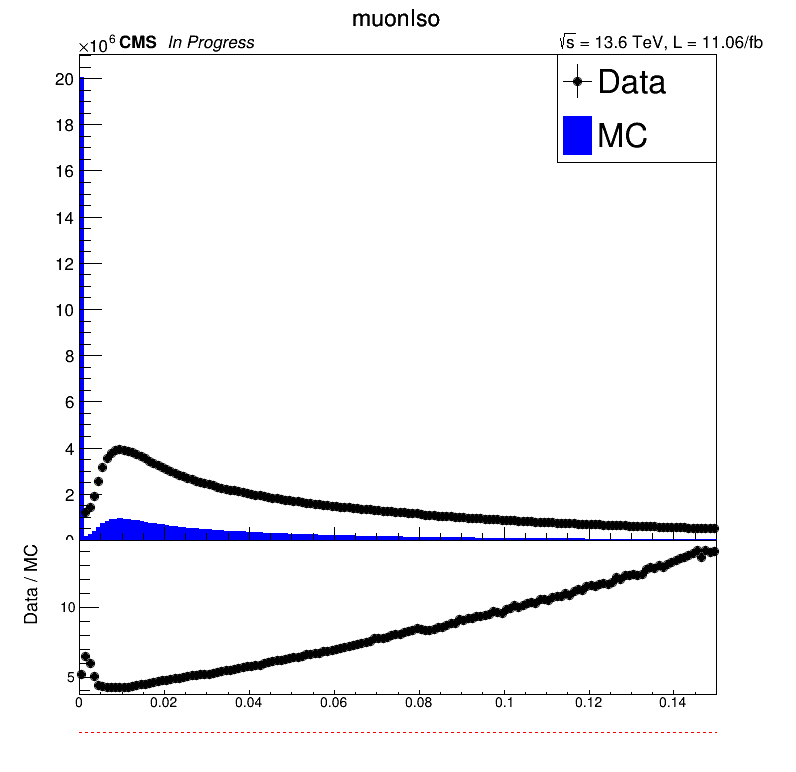 muonIso
×10⁶ CMS In Progress √s = 13.6 TeV, L = 11.06/fb
20
18
16
14
12
10
8
6
4
2
0
Data
MC
Data / MC
10
5
0 0.02 0.04 0.06 0.08 0.1 0.12 0.14